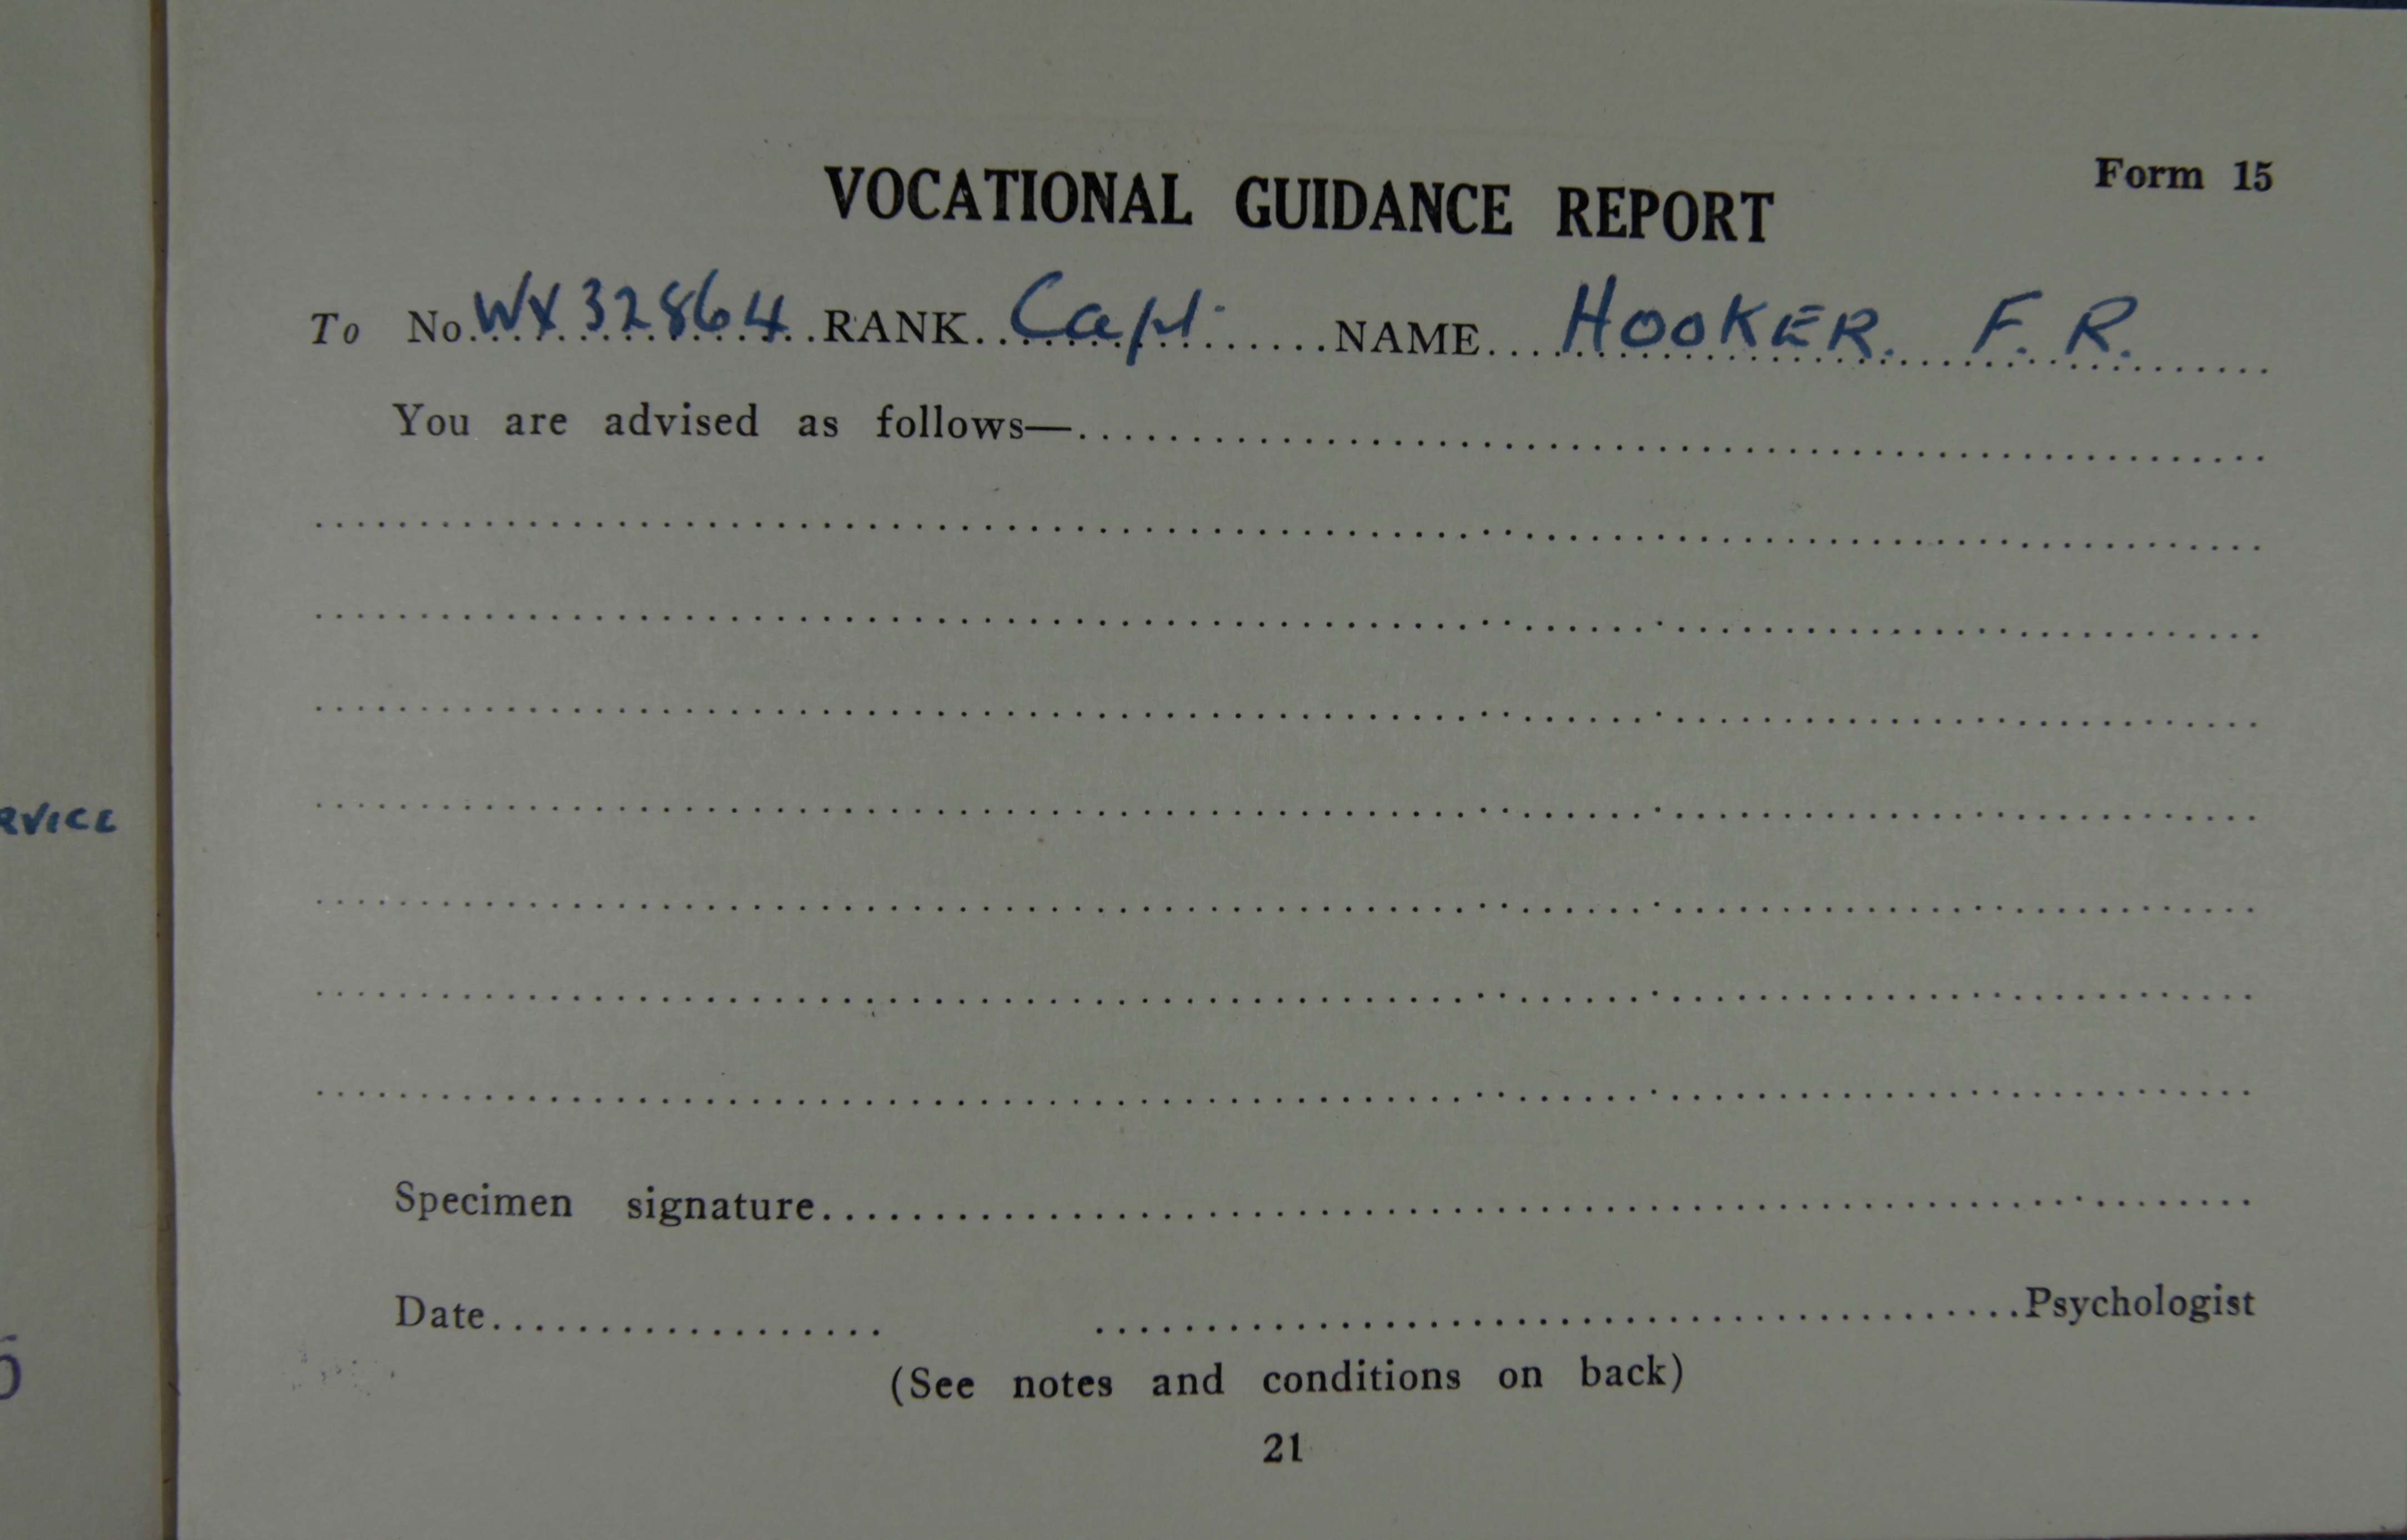 Form 15
VOCATIONAL GUIDANCE REPORT
To No. WX32864 RANK Capt. NAME HOOKER. F. R.
You are advised as follows—
Specimen signature
Date Psychologist
(See notes and conditions on back)
21